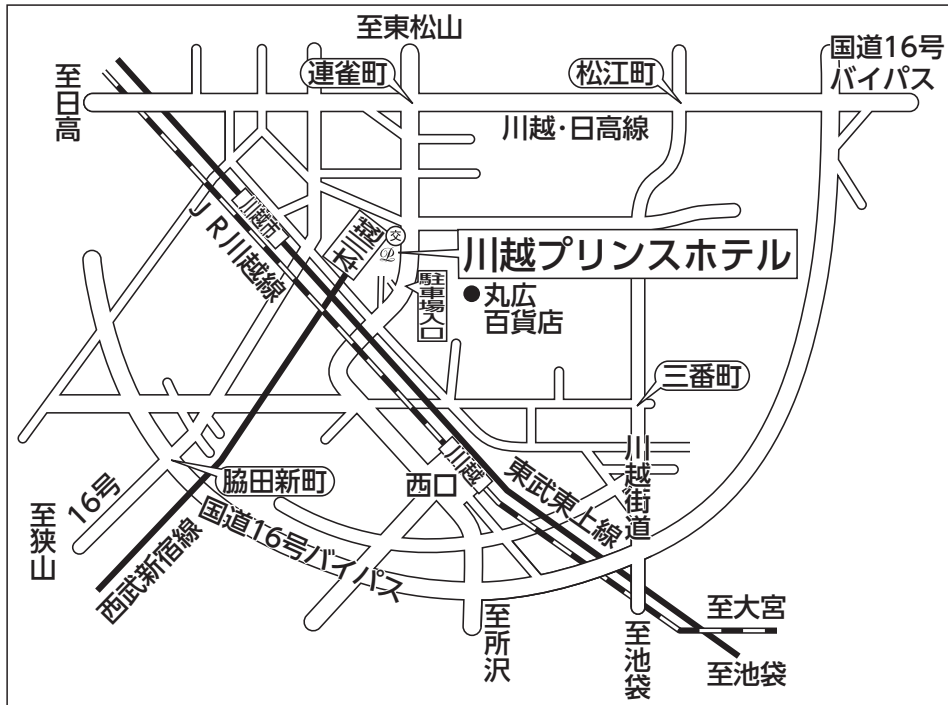 至東松山
国道16号
バイパス
至日高
連雀町
松江町
川越・日高線
川越市
JR川越線
本川越
交
P
川越プリンスホテル
駐車場入口
丸広
百貨店
三番町
川越
西口
東武東上線
川越街道
脇田新町
16号
至狭山
西武新宿線
国道16号バイパス
至所沢
至池袋
至大宮
至池袋